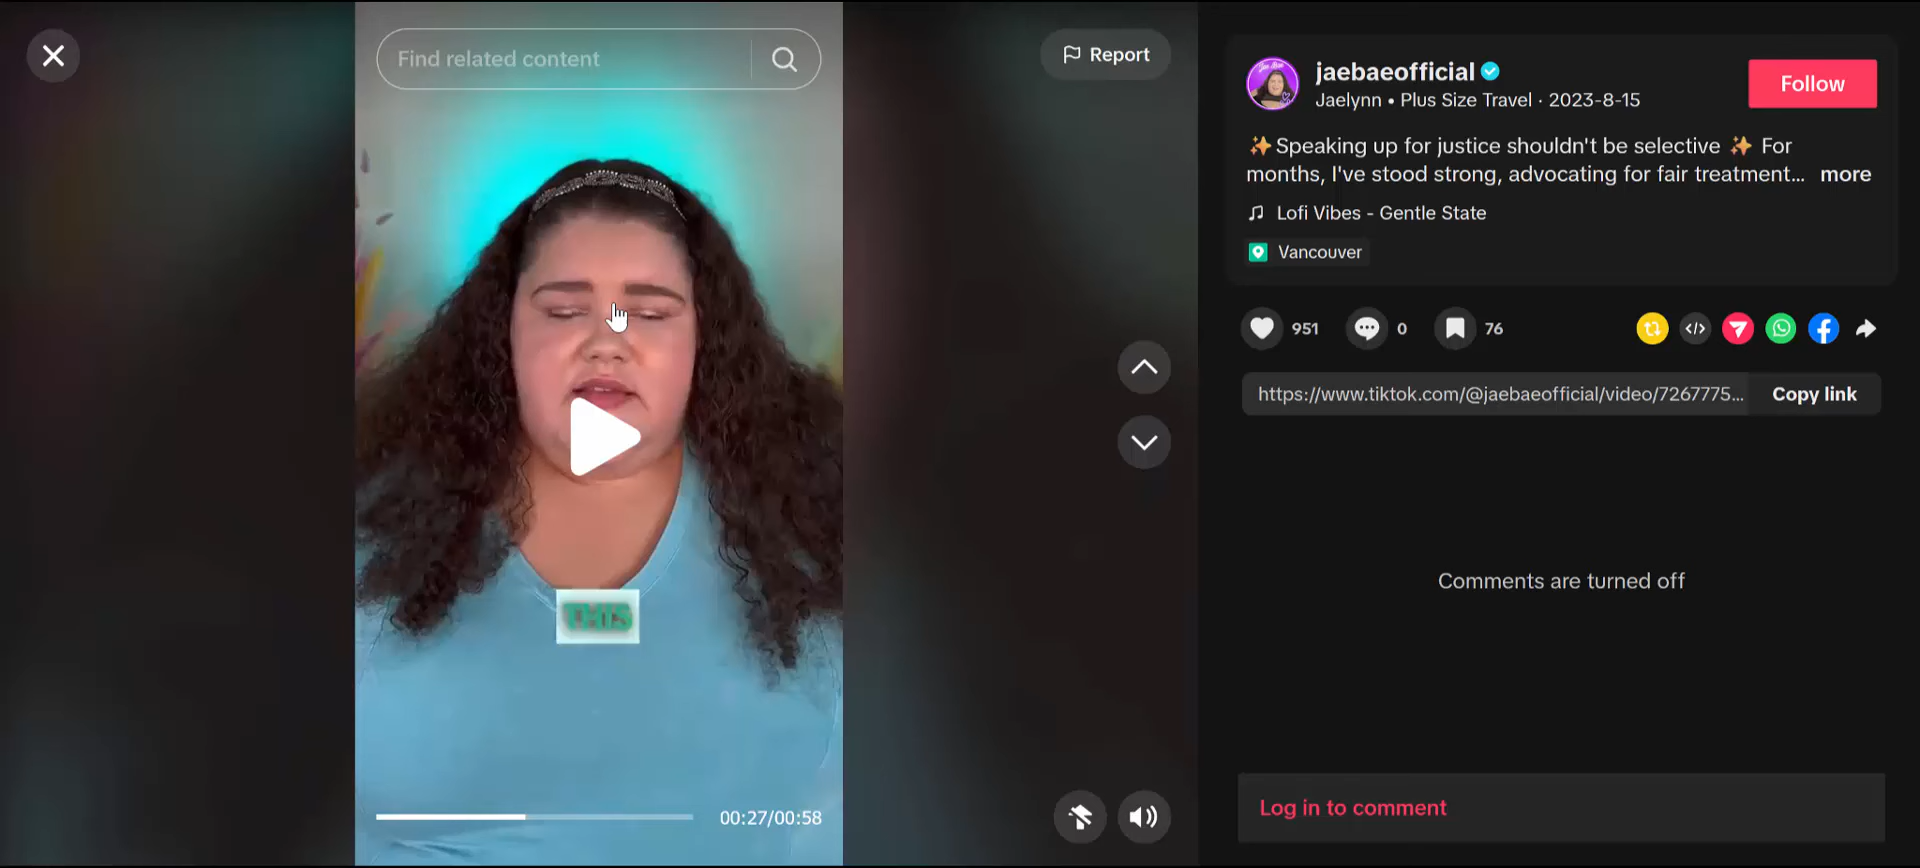 Find related content
Report
THIS
00:27/00:58
jaebaeofficial
Jaelynn • Plus Size Travel · 2023-8-15
Follow
✨Speaking up for justice shouldn't be selective ✨ For
months, I've stood strong, advocating for fair treatment... more
Lofi Vibes - Gentle State
Vancouver
951
0
76
https://www.tiktok.com/@jaebaeofficial/video/7267775...
Copy link
Comments are turned off
Log in to comment